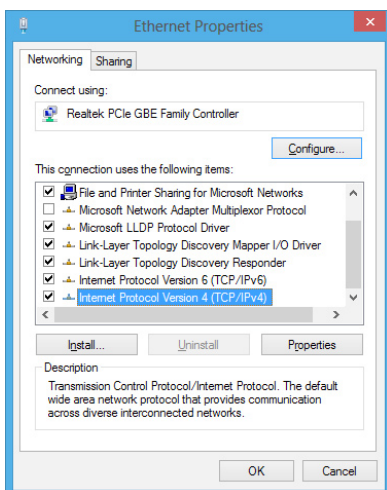 Ethernet Properties
Networking
Sharing
Connect using:
Realtek PCIe GBE Family Controller
Configure...
This connection uses the following items:
File and Printer Sharing for Microsoft Networks
Microsoft Network Adapter Multiplexor Protocol
Microsoft LLDP Protocol Driver
Link-Layer Topology Discovery Mapper I/O Driver
Link-Layer Topology Discovery Responder
Internet Protocol Version 6 (TCP/IPv6)
Internet Protocol Version 4 (TCP/IPv4)
Install...
Uninstall
Properties
Description
Transmission Control Protocol/Internet Protocol. The default
wide area network protocol that provides communication
across diverse interconnected networks.
OK
Cancel